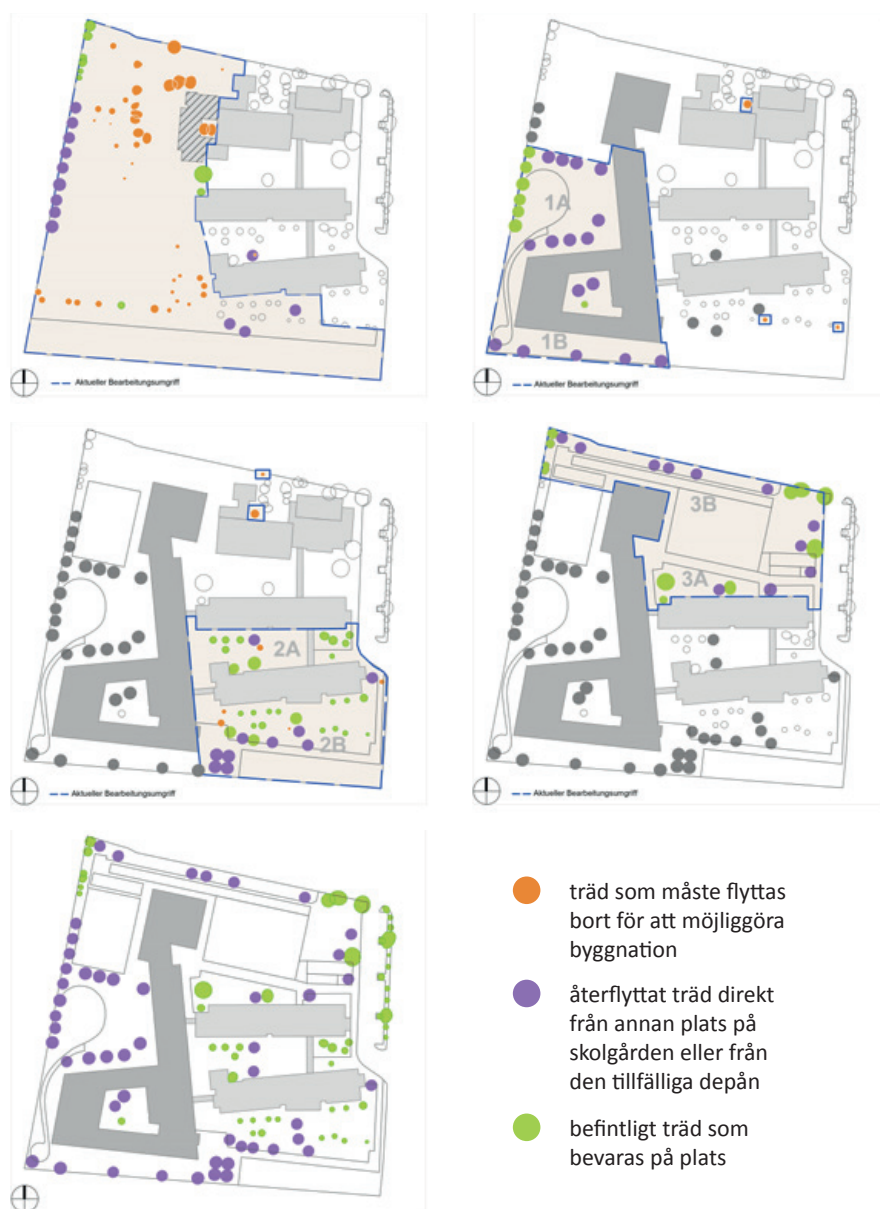 Aktueller Bearbeitungsumgriff
1A
1B
Aktueller Bearbeitungsumgriff
2A
2B
Aktueller Bearbeitungsumgriff
3B
3A
Aktueller Bearbeitungsumgriff
träd som måste flyttas
bort för att möjliggöra
byggnation
återflyttat träd direkt
från annan plats på
skolgården eller från
den tillfälliga depån
befintligt träd som
bevaras på plats